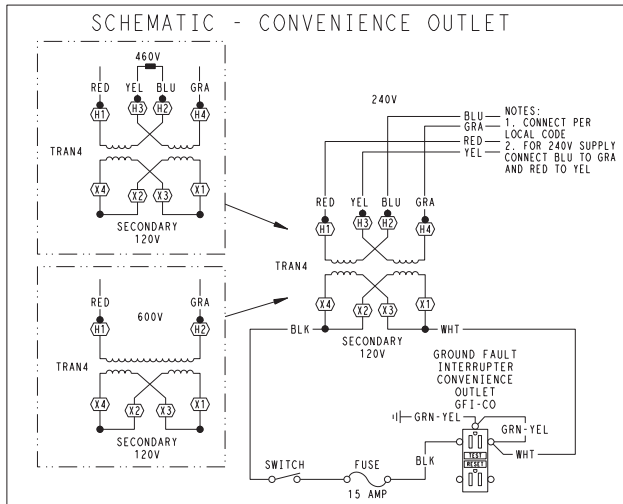 SCHEMATIC - CONVENIENCE OUTLET
460V
RED YEL BLU GRA
H1 H3 H2 H4
TRAN4
X4 X2 X3 X1
SECONDARY
120V
600V
RED GRA
H1 H2
TRAN4
X4 X2 X3 X1
SECONDARY
120V
240V
BLU
GRA
RED
YEL
NOTES:
1. CONNECT PER
LOCAL CODE
2. FOR 240V SUPPLY
CONNECT BLU TO GRA
AND RED TO YEL
RED YEL BLU GRA
H1 H3 H2 H4
TRAN4
X4 X2 X3 X1
BLK WHT
SECONDARY
120V
GROUND FAULT
INTERRUPTER
CONVENIENCE
OUTLET
GFI-CO
GRN-YEL
GRN-YEL
BLK WHT
TEST
RESET
SWITCH FUSE
15 AMP